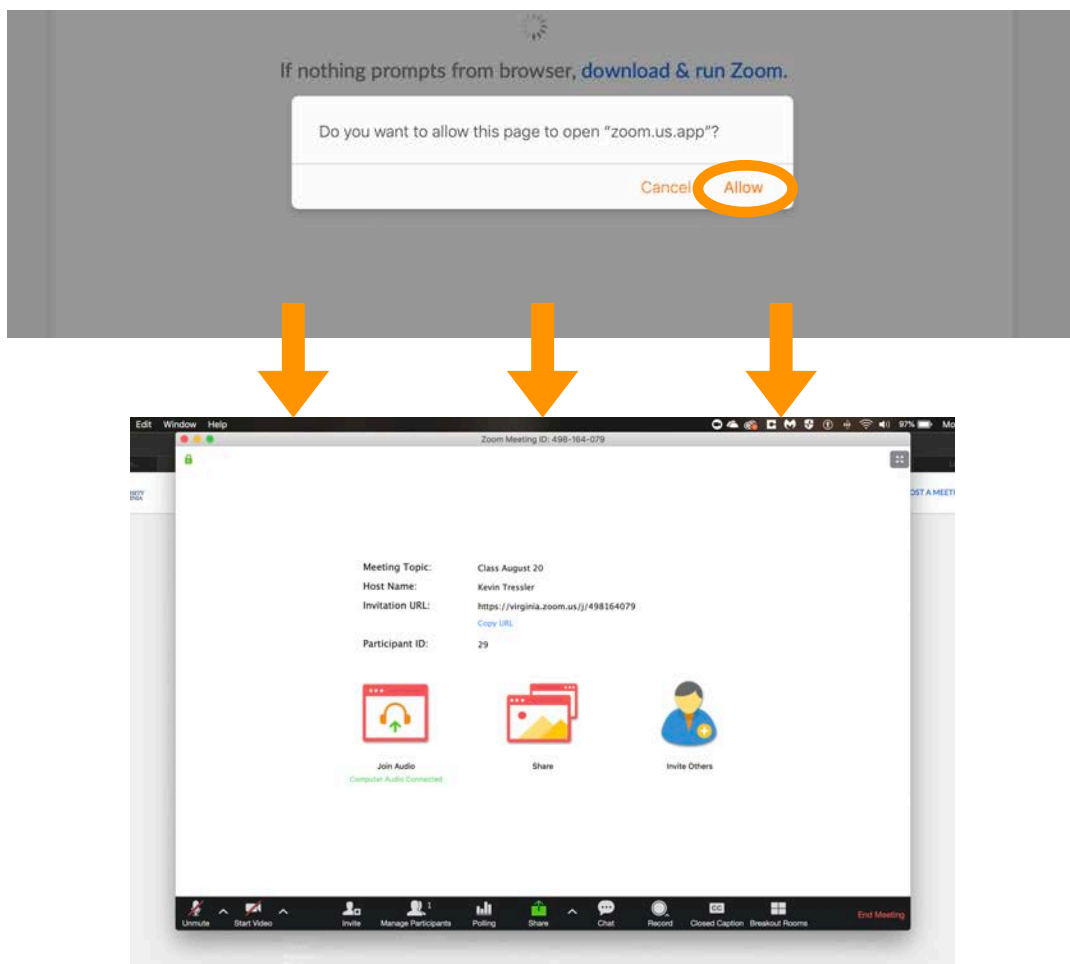 If nothing prompts from browser, download & run Zoom.
Do you want to allow this page to open "zoom.us.app"?
Cancel Allow
Edit Window Help 97% Mo
Zoom Meeting ID: 498-164-079
OST A MEETI
Meeting Topic: Class August 20
Host Name: Kevin Tressler
Invitation URL: https://virginia.zoom.us/j/498164079
Copy URL
Participant ID: 29
Join Audio Share Invite Others
Computer Audio Connected
1
Unmute Start Video Invite Manage Participants Polling Share Chat Record CC Closed Caption Breakout Rooms End Meeting